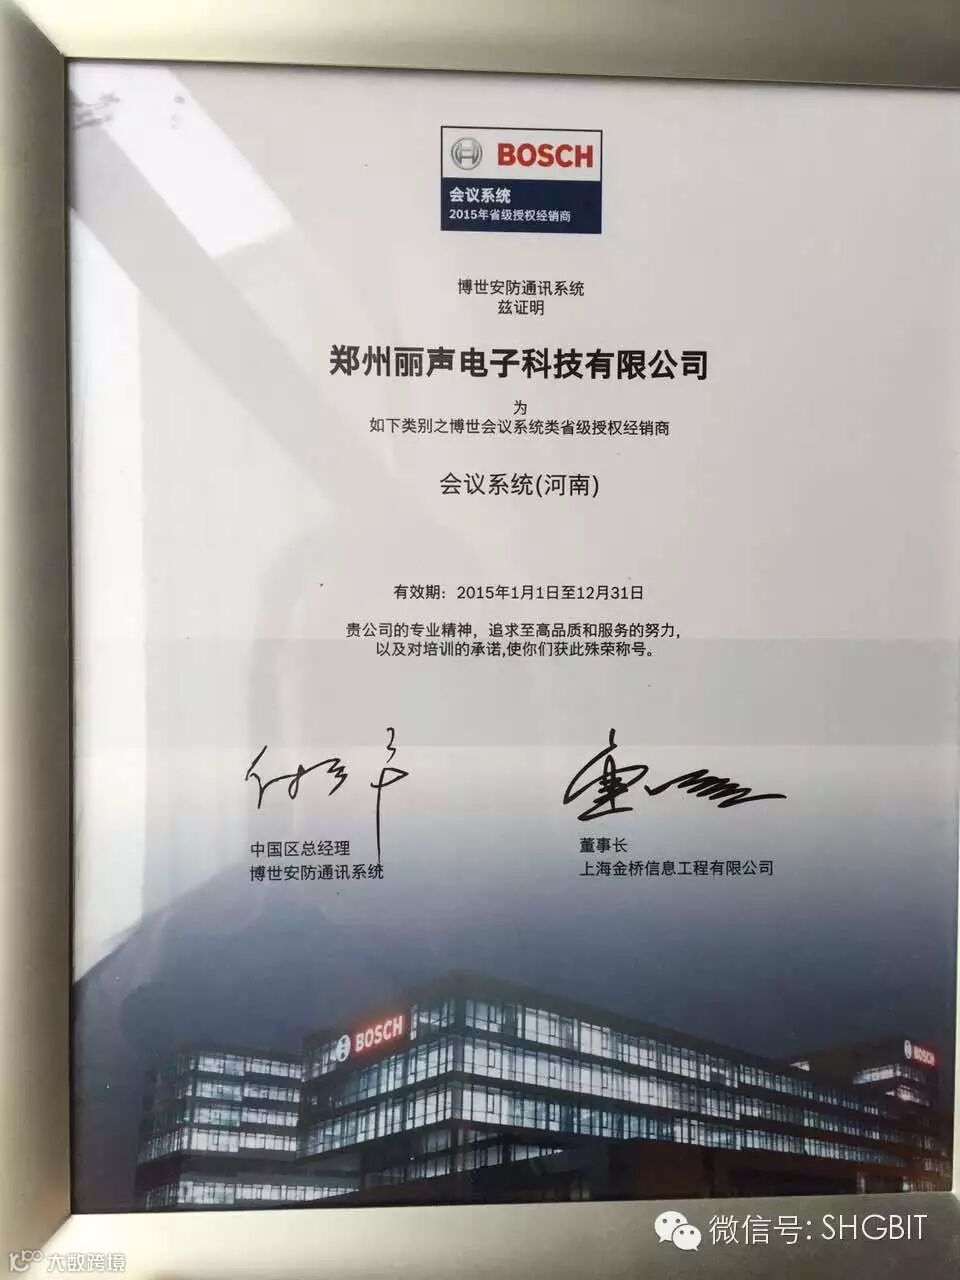 BOSCH
会议系统
2015年省级授权经销商
博世安防通讯系统
兹证明
郑州丽声电子科技有限公司
为
如下类别之博世会议系统类省级授权经销商
会议系统(河南)
有效期：2015年1月1日至12月31日
贵公司的专业精神，追求至高品质和服务的努力，
以及对培训的承诺,使你们获此殊荣称号。
中国区总经理
博世安防通讯系统
董事长
上海金桥信息工程有限公司
BOSCH
BOSCH
微信号: SHGBIT
大数跨境